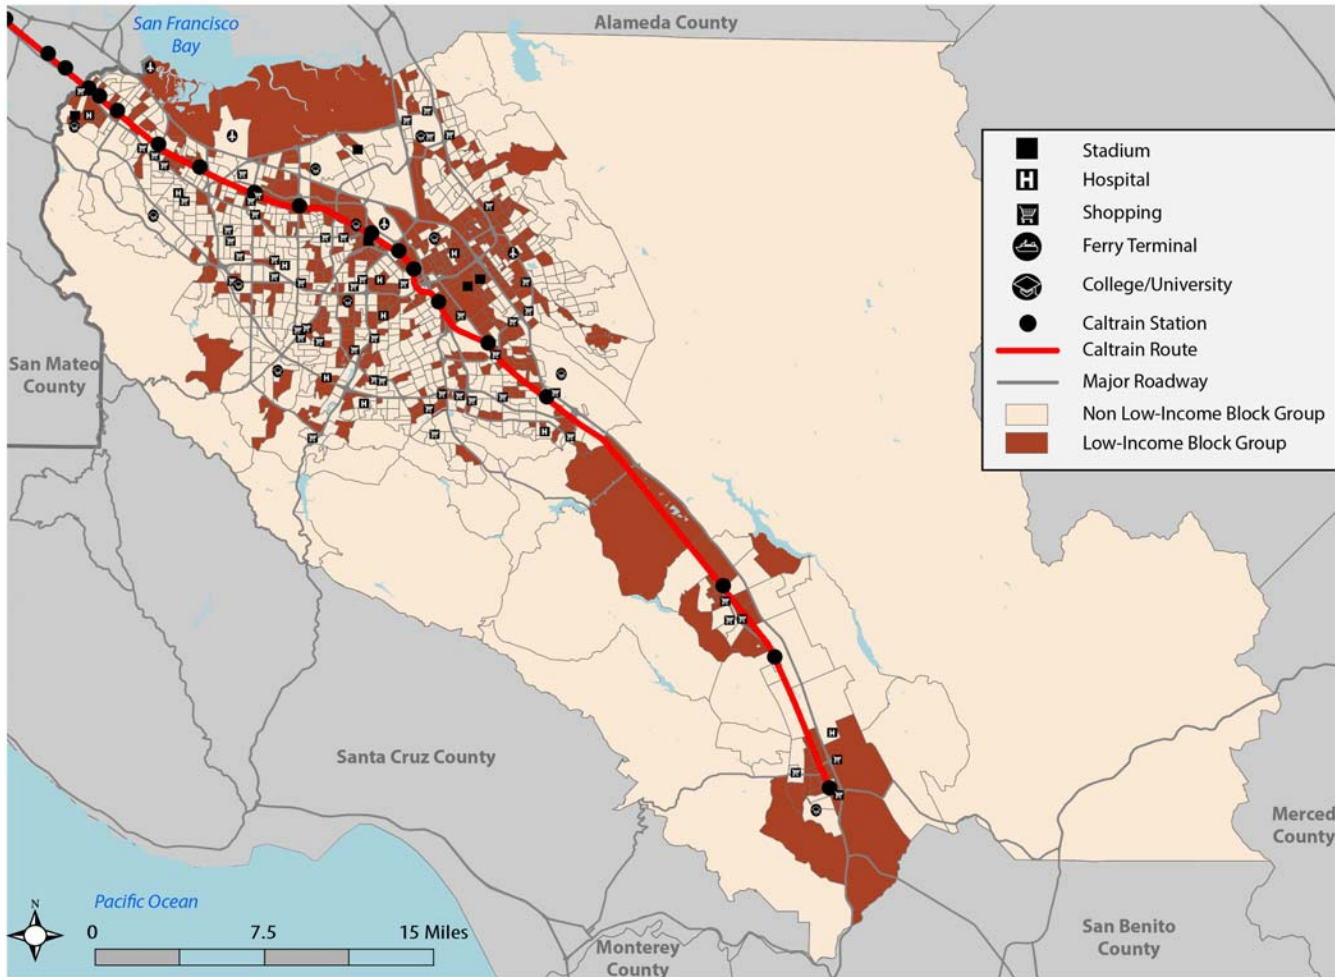 Alameda County
San Francisco
Bay
Stadium
H
Hospital
Shopping
Ferry Terminal
College/University
Caltrain Station
Caltrain Route
Major Roadway
Non Low-Income Block Group
Low-Income Block Group
San Mateo
County
Santa Cruz County
Merced
County
Pacific Ocean
N
0
7.5
15 Miles
Monterey
County
San Benito
County